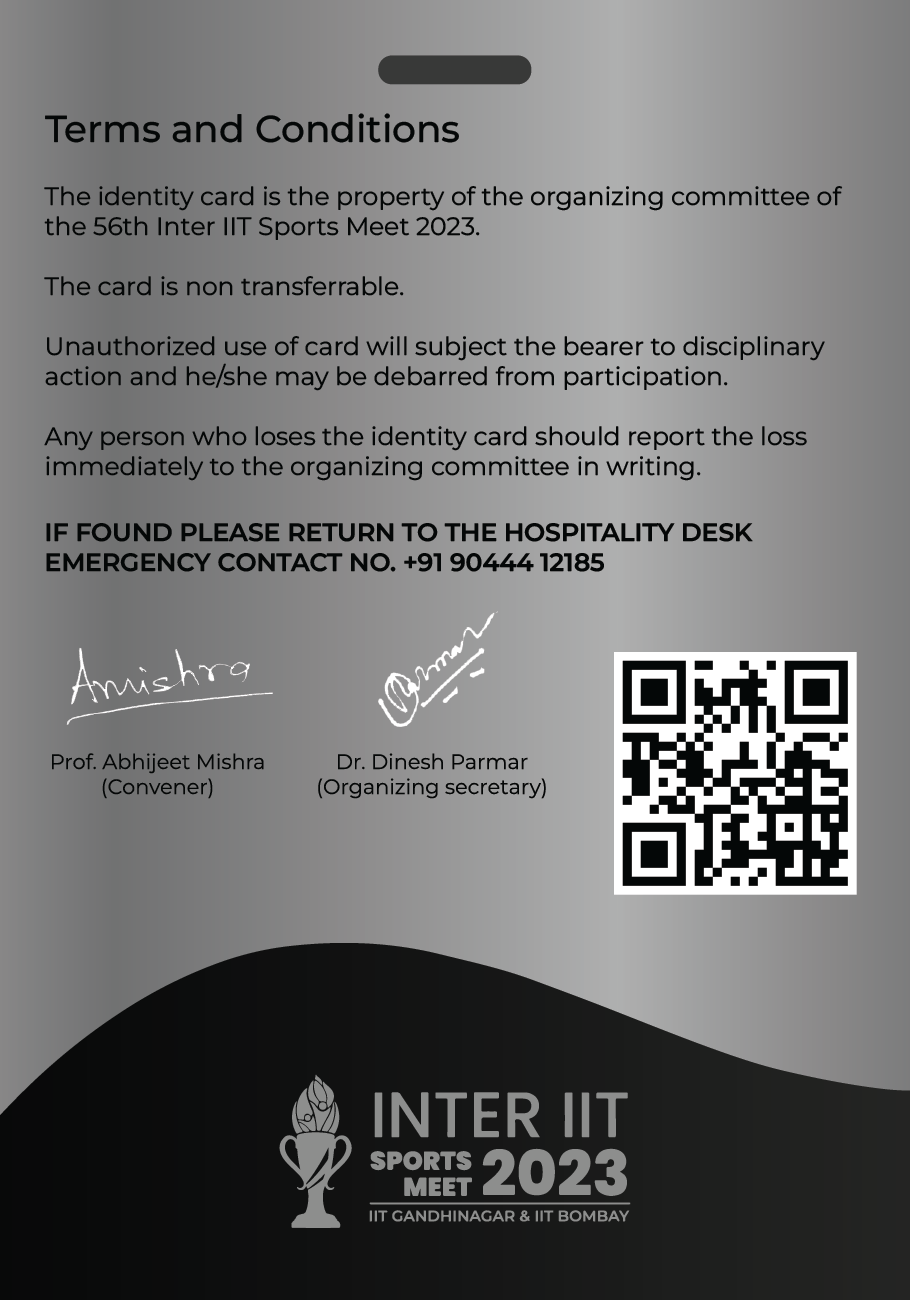 Terms and Conditions
The identity card is the property of the organizing committee of
the 56th Inter IIT Sports Meet 2023.
The card is non transferrable.
Unauthorized use of card will subject the bearer to disciplinary
action and he/she may be debarred from participation.
Any person who loses the identity card should report the loss
immediately to the organizing committee in writing.
IF FOUND PLEASE RETURN TO THE HOSPITALITY DESK
EMERGENCY CONTACT NO. +91 90444 12185
Amishra
Parmar
Prof. Abhijeet Mishra
(Convener)
Dr. Dinesh Parmar
(Organizing secretary)
INTER IIT
SPORTS
MEET 2023
IIT GANDHINAGAR & IIT BOMBAY